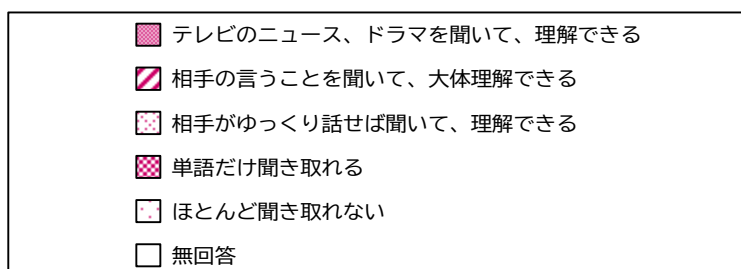 テレビのニュース、ドラマを聞いて、理解できる
相手の言うことを聞いて、大体理解できる
相手がゆっくり話せば聞いて、理解できる
単語だけ聞き取れる
ほとんど聞き取れない
無回答